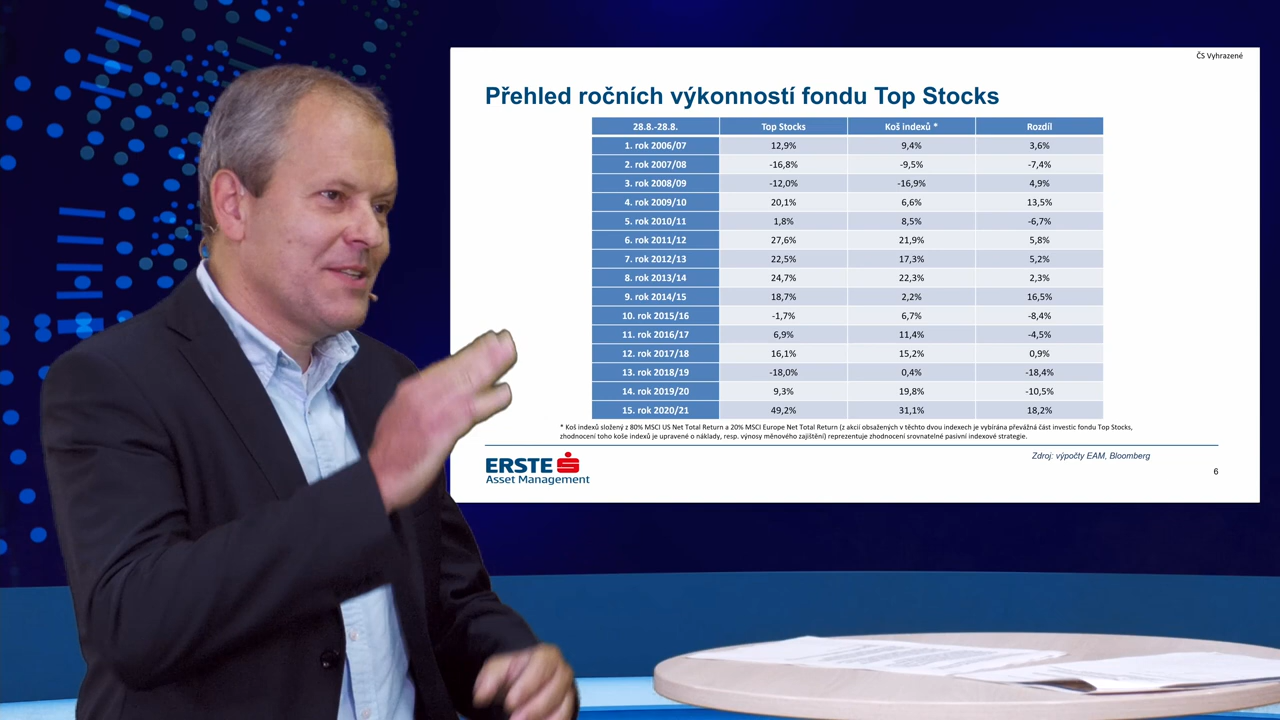 ČS Vyhrazené
Přehled ročních výkonností fondu Top Stocks
28.8.-28.8. Top Stocks Koš indexů * Rozdíl
1. rok 2006/07 12,9% 9,4% 3,6%
2. rok 2007/08 -16,8% -9,5% -7,4%
3. rok 2008/09 -12,0% -16,9% 4,9%
4. rok 2009/10 20,1% 6,6% 13,5%
5. rok 2010/11 1,8% 8,5% -6,7%
6. rok 2011/12 27,6% 21,9% 5,8%
7. rok 2012/13 22,5% 17,3% 5,2%
8. rok 2013/14 24,7% 22,3% 2,3%
9. rok 2014/15 18,7% 2,2% 16,5%
10. rok 2015/16 -1,7% 6,7% -8,4%
11. rok 2016/17 6,9% 11,4% -4,5%
12. rok 2017/18 16,1% 15,2% 0,9%
13. rok 2018/19 -18,0% 0,4% -18,4%
14. rok 2019/20 9,3% 19,8% -10,5%
15. rok 2020/21 49,2% 31,1% 18,2%
* Koš indexů složený z 80% MSCI US Net Total Return a 20% MSCI Europe Net Total Return (z akcií obsažených v těchto dvou indexech je vybírána převážná část investic fondu Top Stocks,
zhodnocení toho koše indexů je upravené o náklady, resp. výnosy měnového zajištění) reprezentuje zhodnocení srovnatelné pasivní indexové strategie.
Zdroj: výpočty EAM, Bloomberg
ERSTE
Asset Management
6